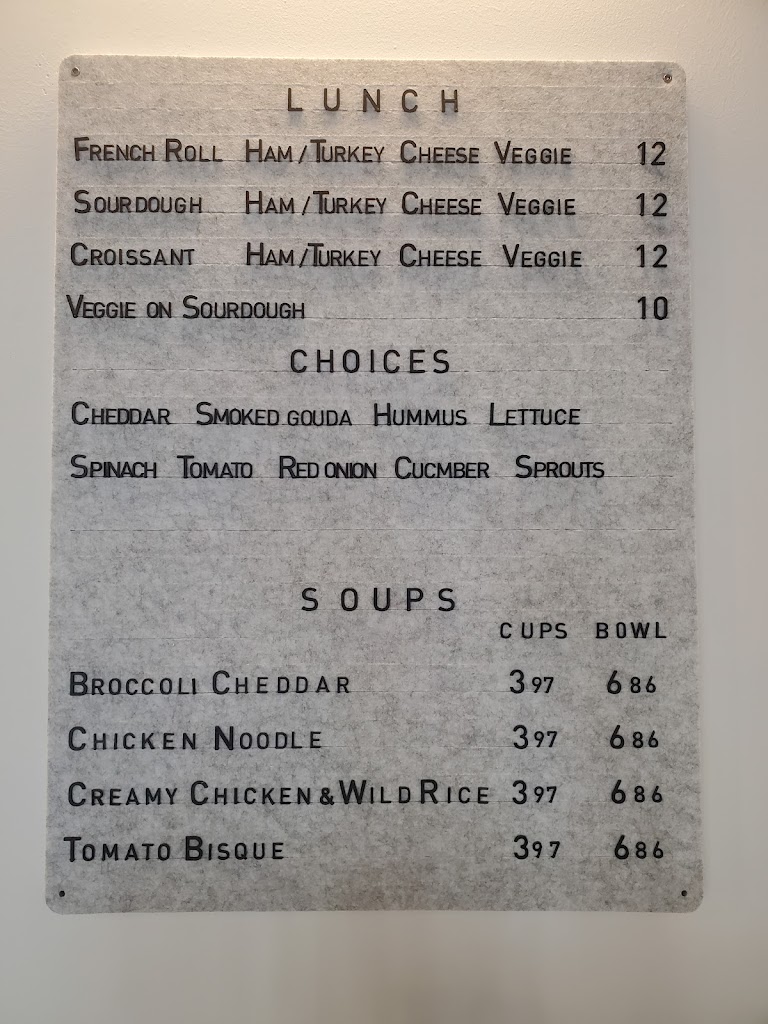 LUNCH
FRENCH ROLL HAM/TURKEY CHEESE VEGGIE 12
SOURDOUGH HAM/TURKEY CHEESE VEGGIE 12
CROISSANT HAM/TURKEY CHEESE VEGGIE 12
VEGGIE ON SOURDOUGH 10
CHOICES
CHEDDAR SMOKED GOUDA HUMMUS LETTUCE
SPINACH TOMATO RED ONION CUCMBER SPROUTS
SOUPS
CUPS BOWL
BROCCOLI CHEDDAR 397 686
CHICKEN NOODLE 397 686
CREAMY CHICKEN & WILD RICE 397 686
TOMATO BISQUE 397 686